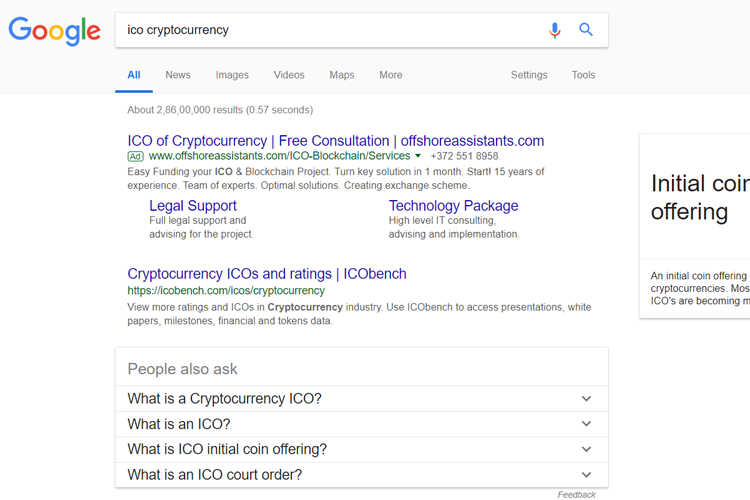 Google
ico cryptocurrency
All News Images Videos Maps More Settings Tools
About 2,86,00,000 results (0.57 seconds)
ICO of Cryptocurrency | Free Consultation | offshoreassistants.com
Ad www.offshoreassistants.com/ICO-Blockchain/Services +372 551 8958
Easy Funding your ICO & Blockchain Project. Turn key solution in 1 month. Start! 15 years of
experience. Team of experts. Optimal solutions. Creating exchange scheme.
Legal Support
Full legal support and
advising for the project.
Technology Package
High level IT consulting,
advising and implementation.
Cryptocurrency ICOs and ratings | ICObench
https://icobench.com/icos/cryptocurrency
View more ratings and ICOs in Cryptocurrency industry. Use ICObench to access presentations, white
papers, milestones, financial and tokens data.
People also ask
What is a Cryptocurrency ICO?
What is an ICO?
What is ICO initial coin offering?
What is an ICO court order?
Feedback
Initial coin
offering
An initial coin offering
cryptocurrencies. Mos
ICO's are becoming m